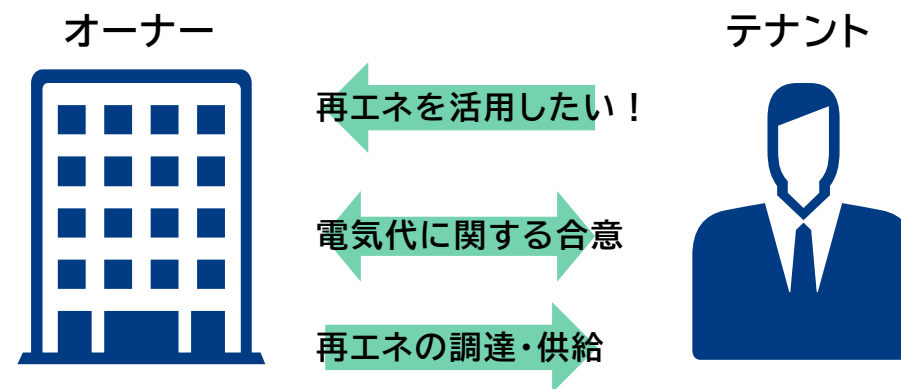 オーナー
テナント
再エネを活用したい！
電気代に関する合意
再エネの調達・供給